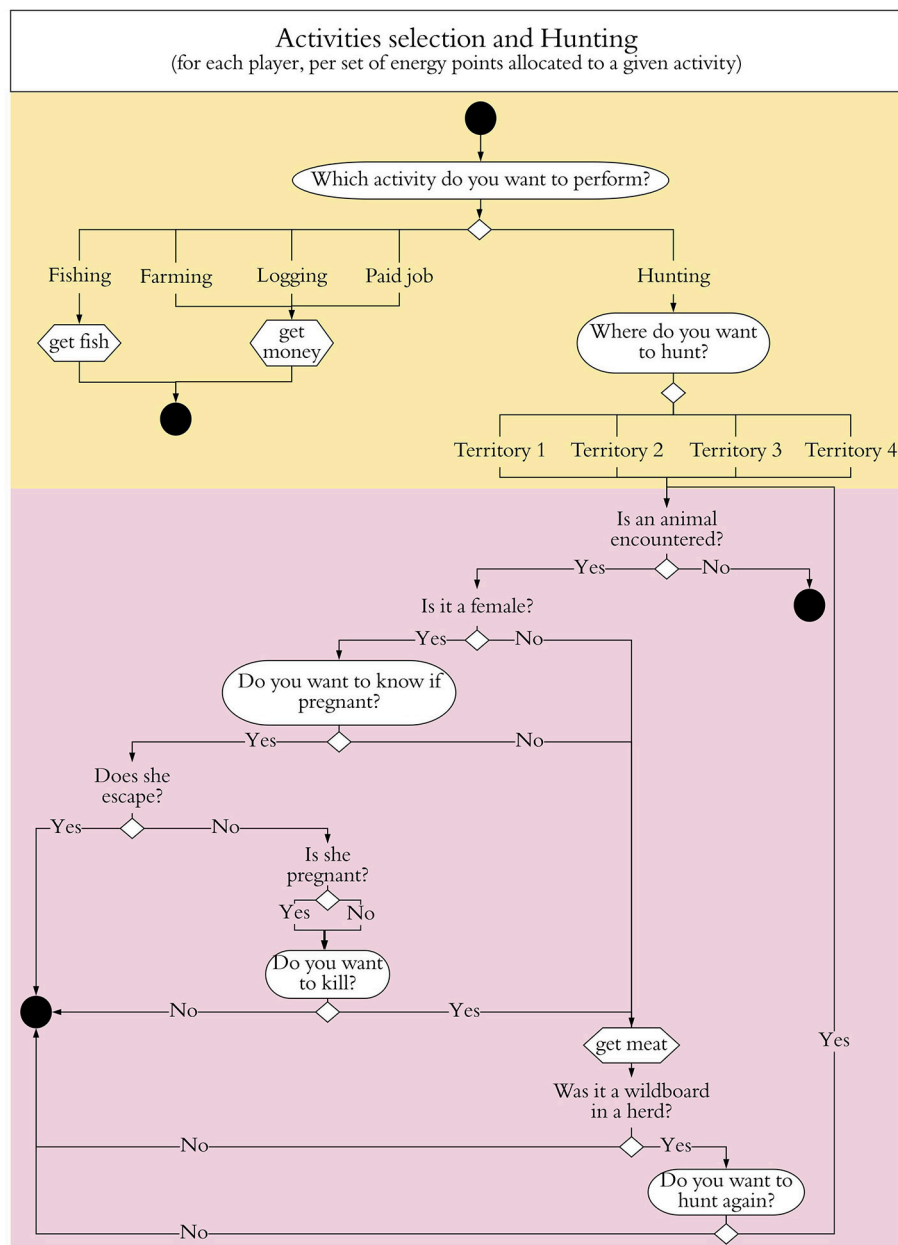 Activities selection and Hunting
(for each player, per set of energy points allocated to a given activity)
Which activity do you want to perform?
Fishing
Farming
Logging
Paid job
Hunting
get fish
get
money
Where do you want
to hunt?
Territory 1
Territory 2
Territory 3
Territory 4
Is an animal
encountered?
Yes
No
Is it a female?
Yes
No
Do you want to know if
pregnant?
Yes
No
Does she
escape?
Yes
No
Is she
pregnant?
Yes
No
Do you want
to kill?
No
Yes
get meat
Yes
Was it a wildboard
in a herd?
No
Yes
Do you want to
hunt again?
No